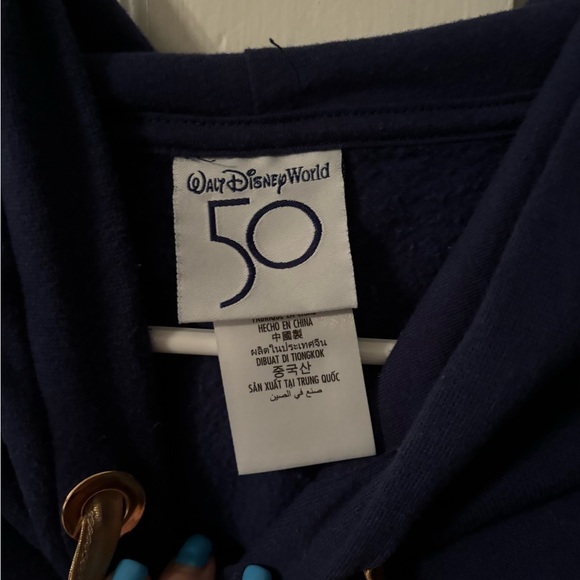 Walt Disney World
50
HECHO EN CHINA
中國製
ผลิตในประเทศจีน
DIBUAT DI TIONGKOK
중국산
SẢN XUẤT TẠI TRUNG QUỐC
صنع في الصين